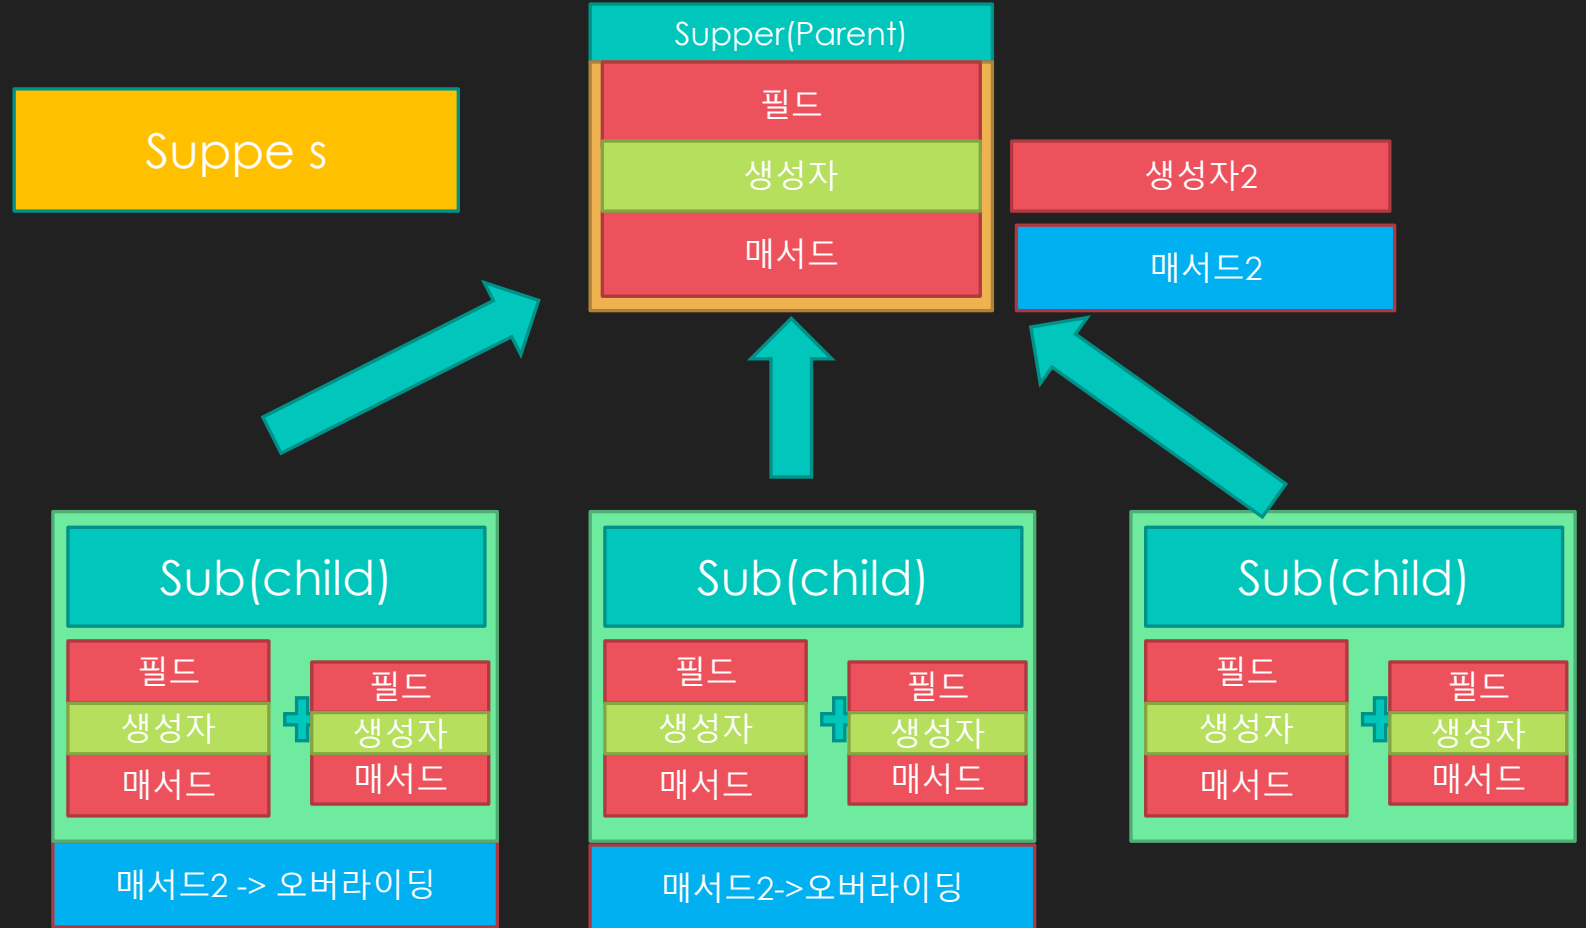 Supper(Parent)
필드
Suppe s
생성자
생성자2
매서드
매서드2
Sub(child)
필드
생성자
매서드
필드
생성자
매서드
매서드2 -> 오버라이딩
Sub(child)
필드
생성자
매서드
필드
생성자
매서드
매서드2->오버라이딩
Sub(child)
필드
생성자
매서드
필드
생성자
매서드